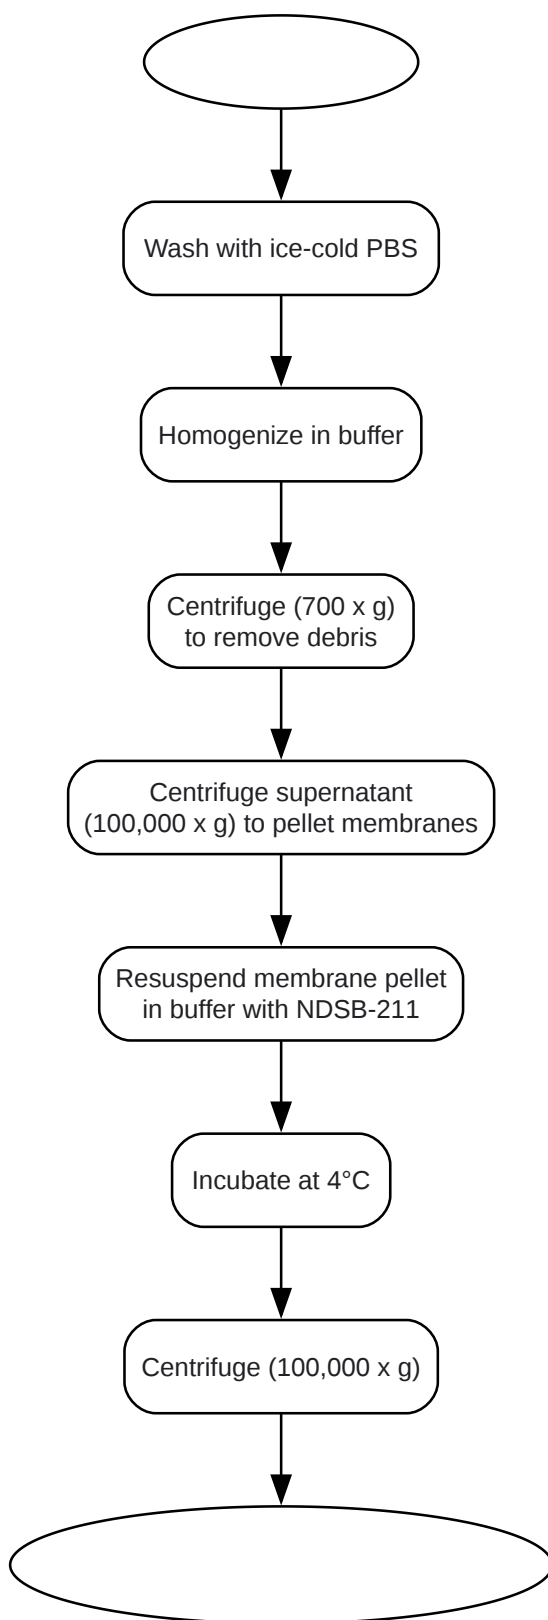 Wash with ice-cold PBS
Homogenize in buffer
Centrifuge (700 x g)
to remove debris
Centrifuge supernatant
(100,000 x g) to pellet membranes
Resuspend membrane pellet
in buffer with NDSB-211
Incubate at 4°C
Centrifuge (100,000 x g)